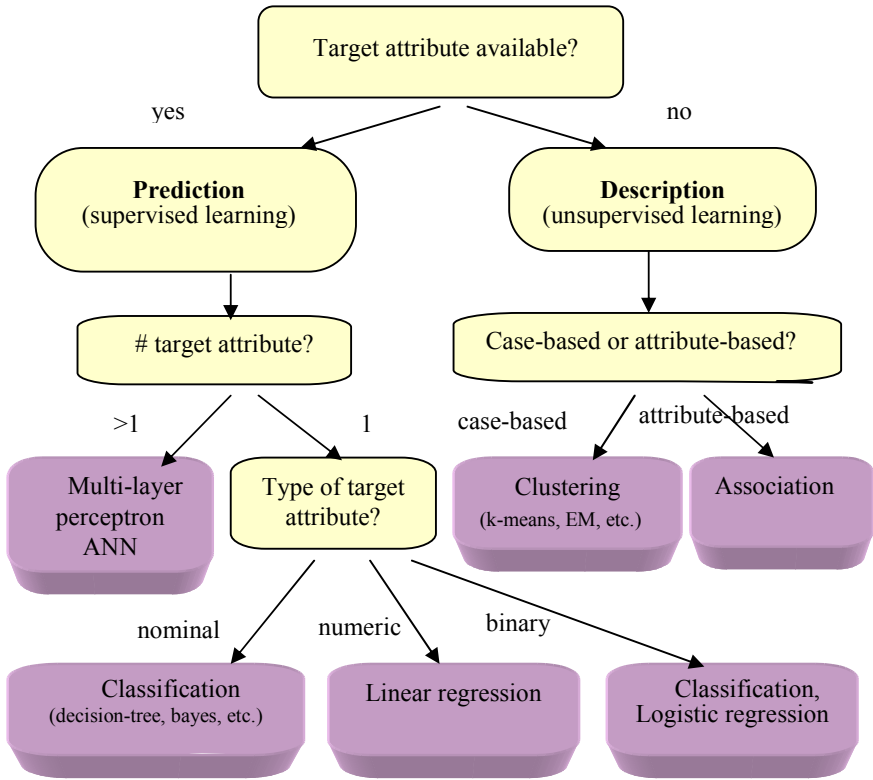 Target attribute available?
yes
no
Prediction
(supervised learning)
Description
(unsupervised learning)
# target attribute?
Case-based or attribute-based?
>1
1
case-based
attribute-based
Multi-layer
perceptron
ANN
Type of target
attribute?
Clustering
(k-means, EM, etc.)
Association
nominal
numeric
binary
Classification
(decision-tree, bayes, etc.)
Linear regression
Classification,
Logistic regression